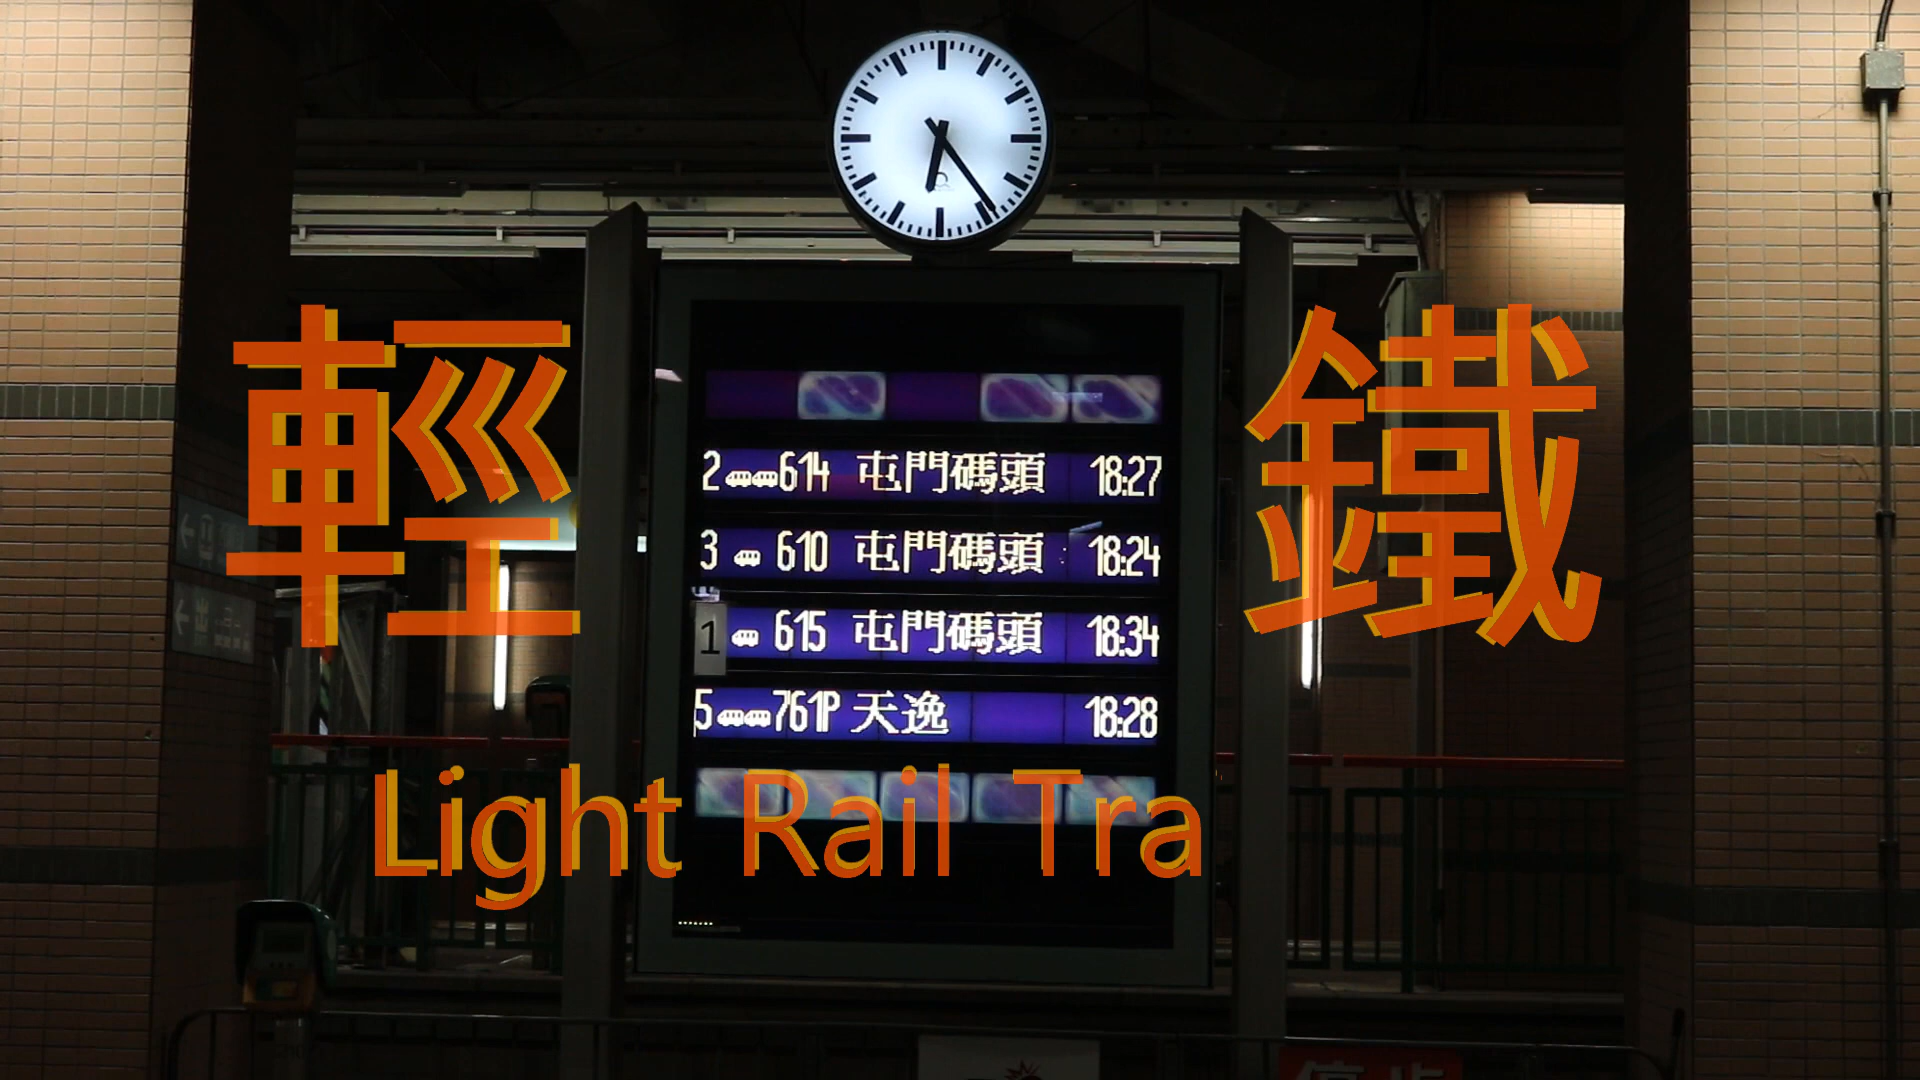 輕 鐵
2 614 屯門碼頭 18:27
3 610 屯門碼頭 18:24
1 615 屯門碼頭 18:34
5 761P 天逸 18:28
Light Rail Tra